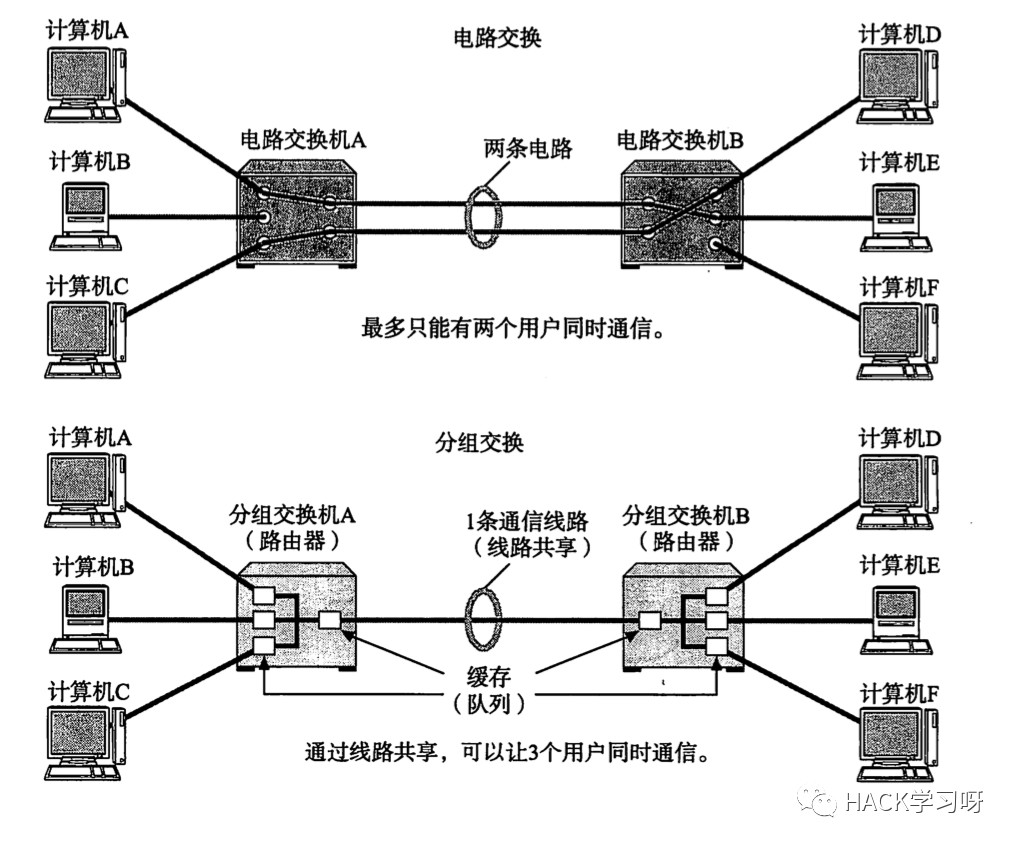 电路交换
计算机A
计算机D
电路交换机A
两条电路
电路交换机B
计算机B
计算机E
计算机C
计算机F
最多只能有两个用户同时通信。
分组交换
计算机A
计算机D
分组交换机A
（路由器）
1条通信线路
（线路共享）
分组交换机B
（路由器）
计算机B
计算机E
缓存
（队列）
计算机C
计算机F
通过线路共享，可以让3个用户同时通信。
HACK学习呀